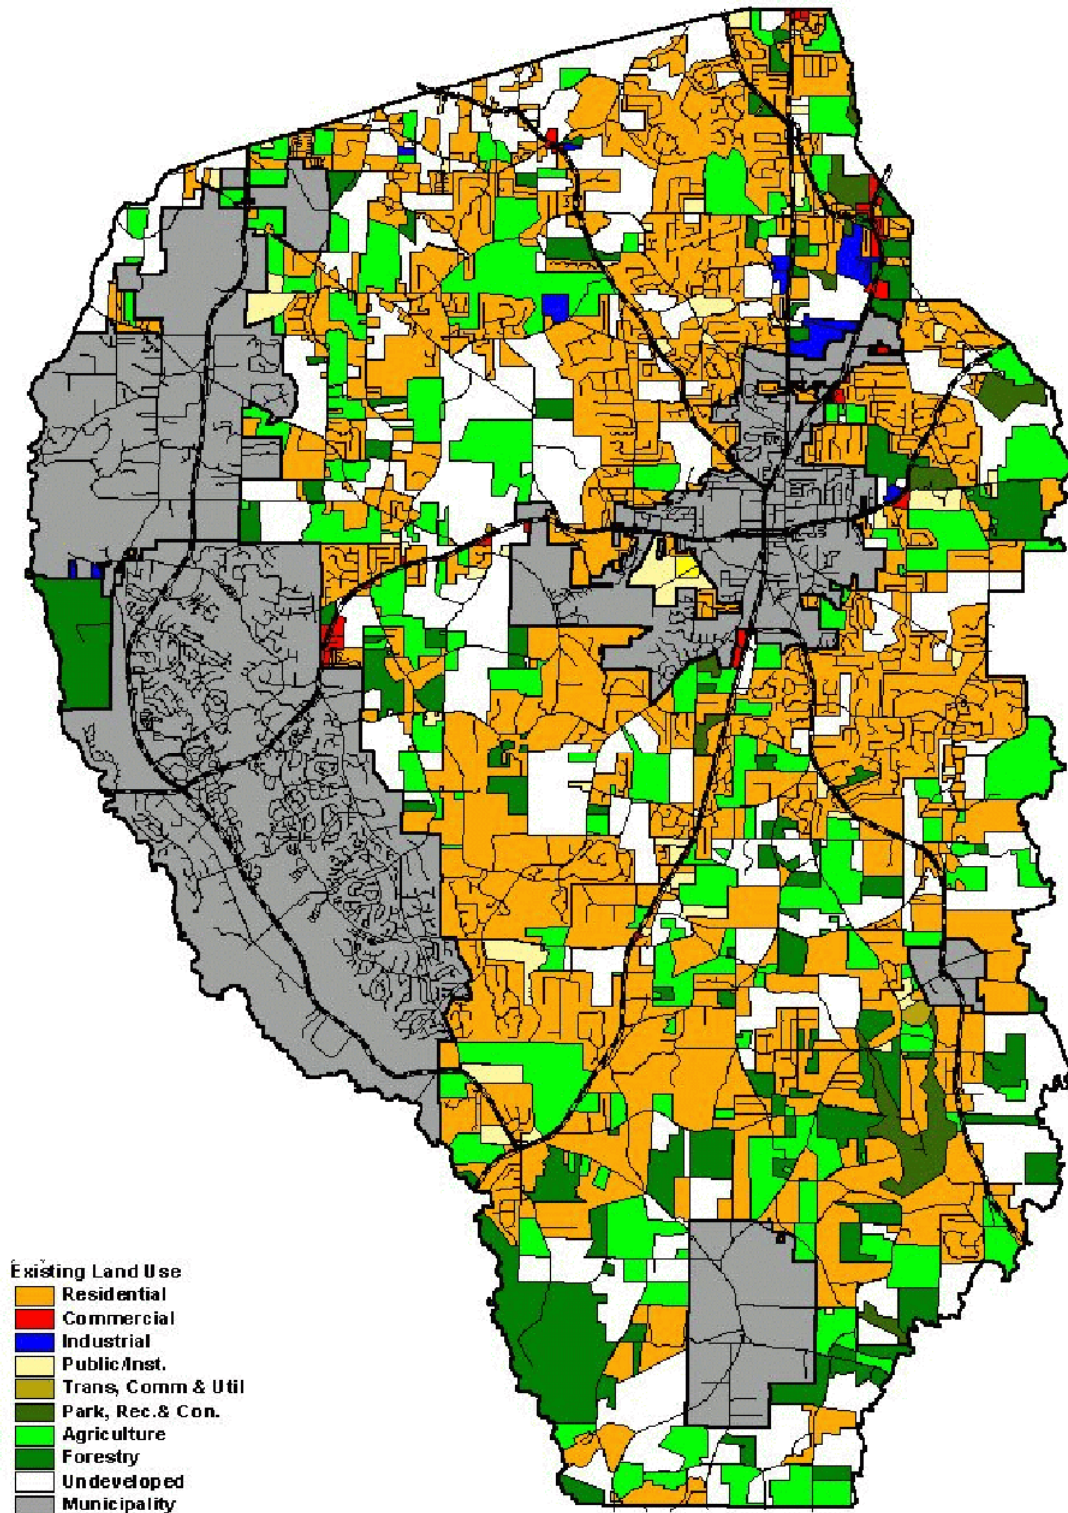 Existing Land Use
Residential
Commercial
Industrial
Public/Inst.
Trans, Comm & Util
Park, Rec.& Con.
Agriculture
Forestry
Undeveloped
Municipality